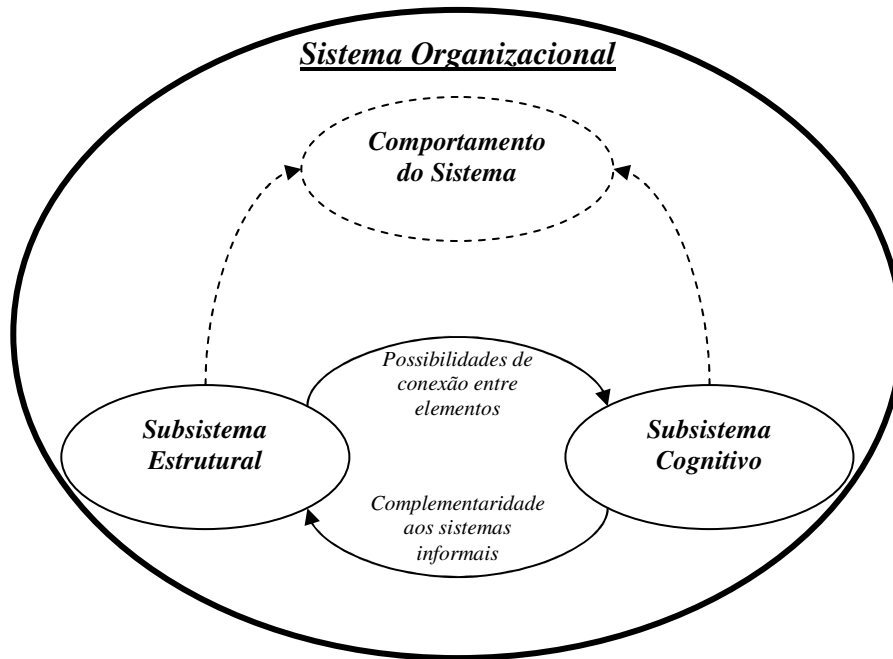 Sistema Organizacional
Comportamento
do Sistema
Possibilidades de
conexão entre
elementos
Subsistema
Estrutural
Subsistema
Cognitivo
Complementaridade
aos sistemas
informais